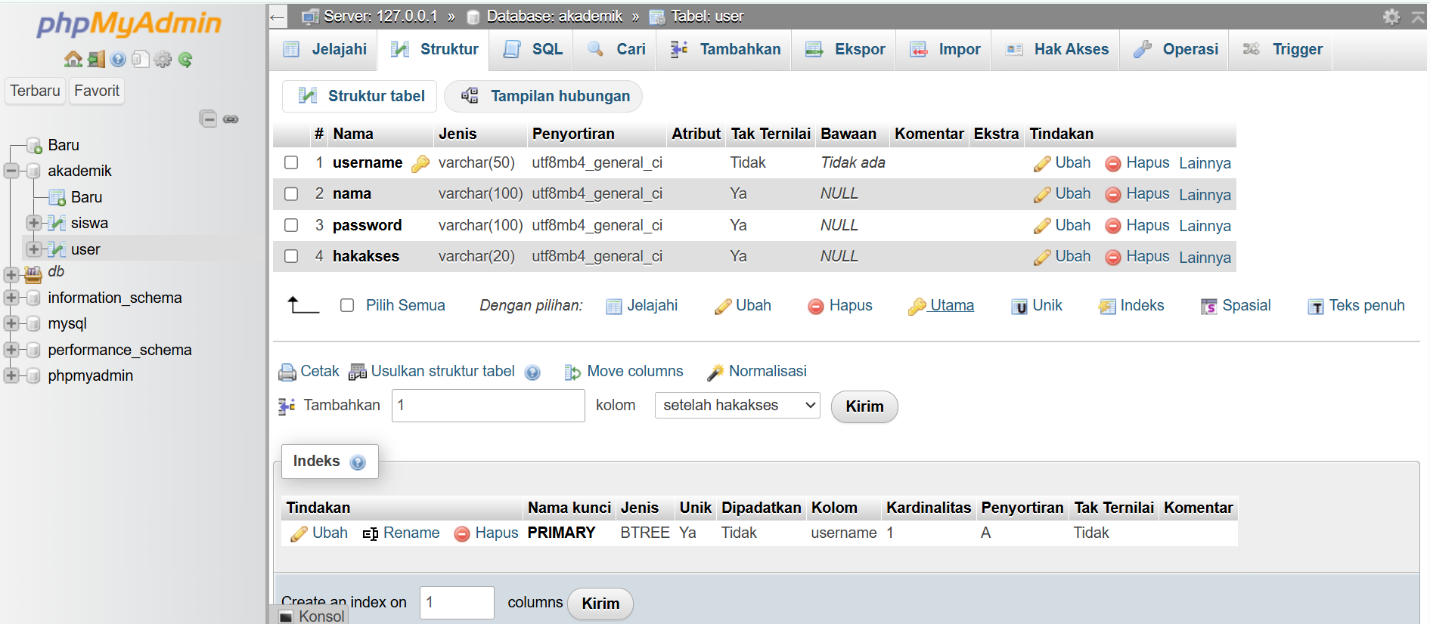 phpMyAdmin
Terbaru Favorit
Baru
akademik
Baru
siswa
user
db
information_schema
mysql
performance_schema
phpmyadmin
Server: 127.0.0.1 » Database: akademik » Tabel: user
Jelajahi Struktur SQL Cari Tambahkan Ekspor Impor Hak Akses Operasi Trigger
Struktur tabel Tampilan hubungan
# Nama Jenis Penyortiran Atribut Tak Ternilai Bawaan Komentar Ekstra Tindakan
1 username varchar(50) utf8mb4_general_ci Tidak Tidak ada Ubah Hapus Lainnya
2 nama varchar(100) utf8mb4_general_ci Ya NULL Ubah Hapus Lainnya
3 password varchar(100) utf8mb4_general_ci Ya NULL Ubah Hapus Lainnya
4 hakakses varchar(20) utf8mb4_general_ci Ya NULL Ubah Hapus Lainnya
Pilih Semua Dengan pilihan: Jelajahi Ubah Hapus Utama Unik Indeks Spasial Teks penuh
Cetak Usulkan struktur tabel Move columns Normalisasi
Tambahkan 1 kolom setelah hakakses Kirim
Indeks
Tindakan Nama kunci Jenis Unik Dipadatkan Kolom Kardinalitas Penyortiran Tak Ternilai Komentar
Ubah Rename Hapus PRIMARY BTREE Ya Tidak username 1 A Tidak
Create an index on 1 columns Kirim
Konsol